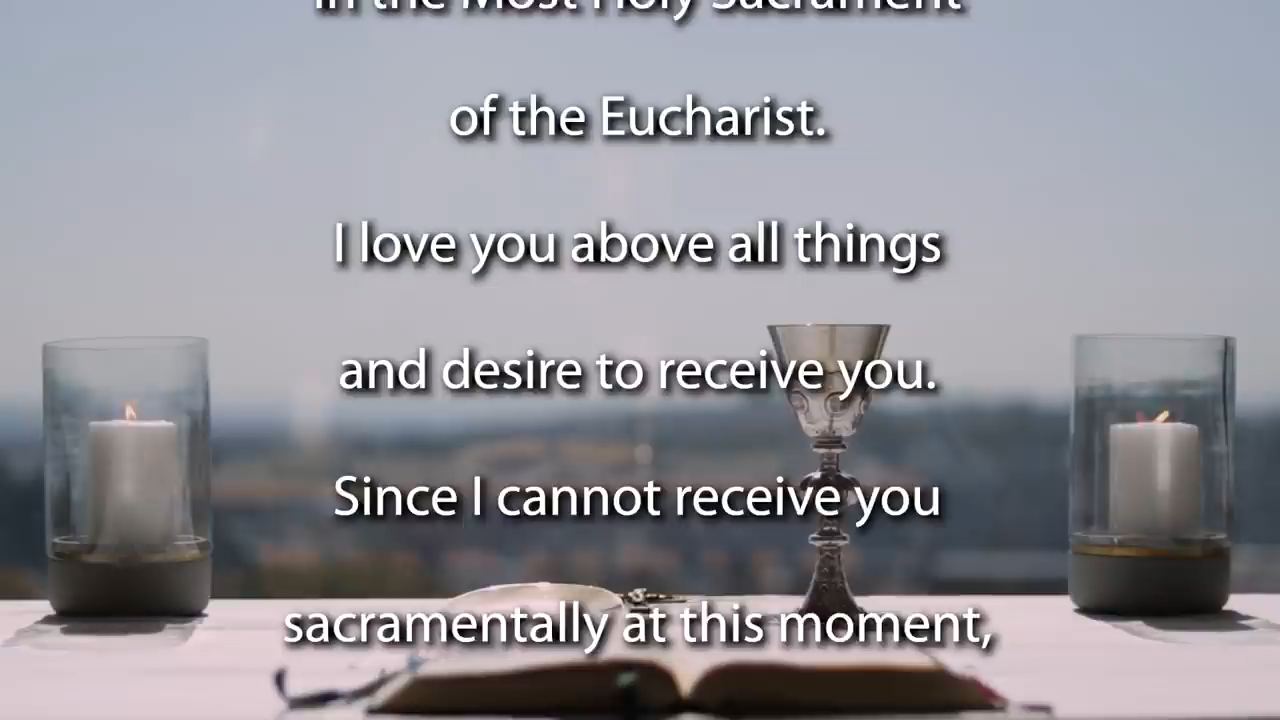 in the Most Holy Sacrament
of the Eucharist.
I love you above all things
and desire to receive you.
Since I cannot receive you
sacramentally at this moment,